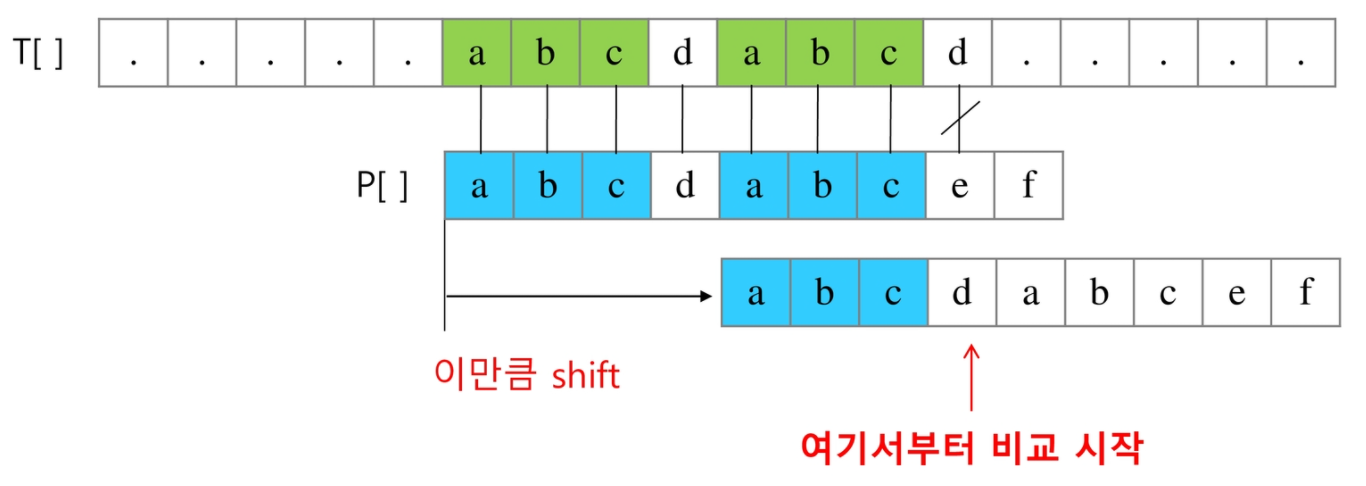 T[ ] . . . . . a b c d a b c d . . . . .
P[ ] a b c d a b c e f
a b c d a b c e f
이만큼 shift
여기서부터 비교 시작